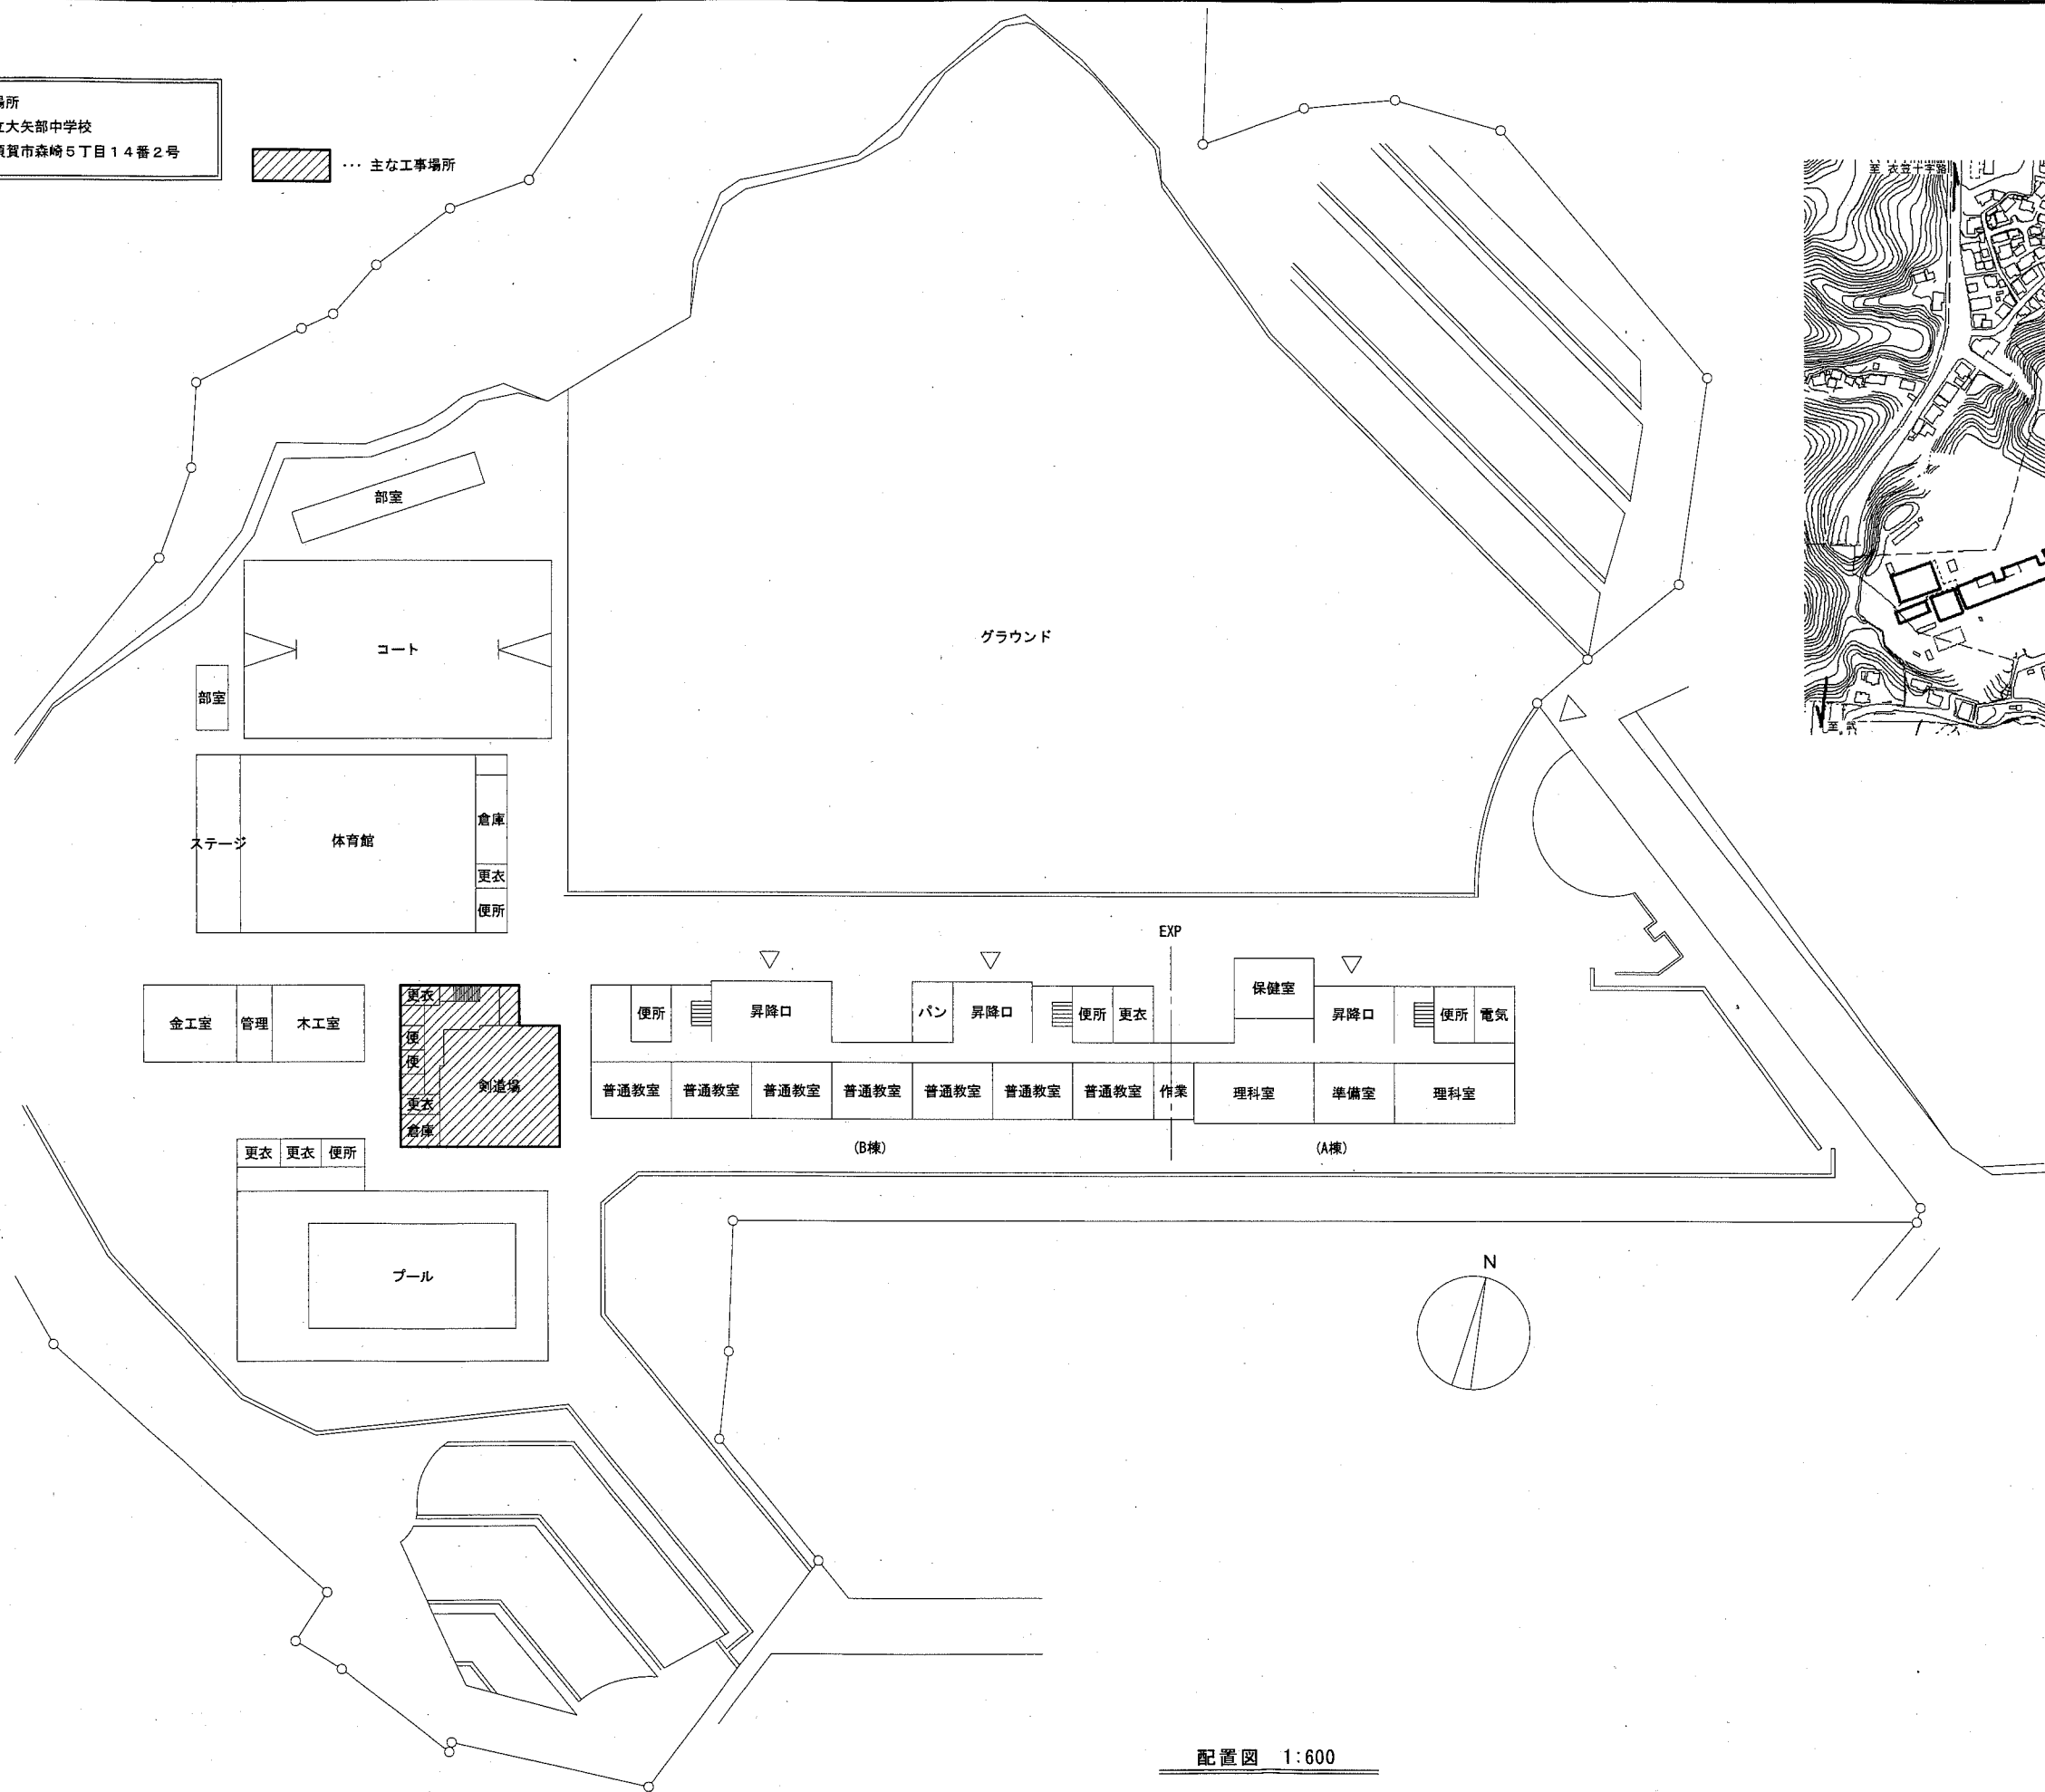 場所
立大矢部中学校
須賀市森崎5丁目14番2号
… 主な工事場所
至 衣笠十字路
部室
コート
グラウンド
部室
至
ステージ
体育館
倉庫
更衣
便所
EXP
金工室
管理
木工室
更衣
便
便
剣道場
更衣
倉庫
便所
昇降口
パン
昇降口
便所
更衣
保健室
昇降口
便所
電気
普通教室
普通教室
普通教室
普通教室
普通教室
普通教室
普通教室
作業
理科室
準備室
理科室
(B棟)
(A棟)
更衣
更衣
便所
プール
N
配置図 1:600